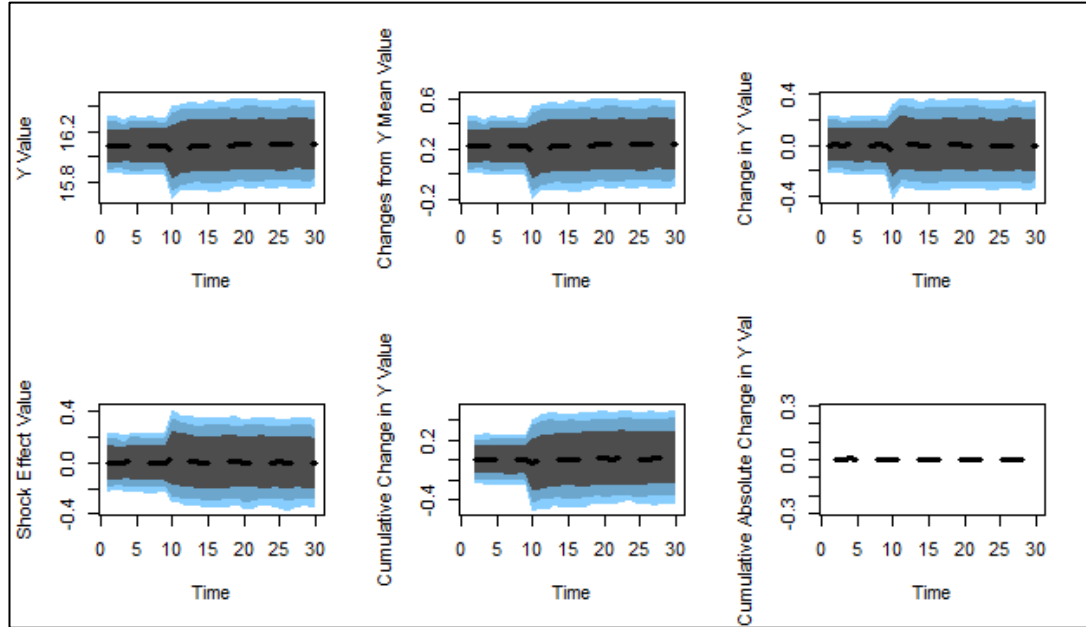 Y Value
15.8 16.2
0 5 10 15 20 25 30
Time
Changes from Y Mean Value
-0.2 0.2 0.6
0 5 10 15 20 25 30
Time
Change in Y Value
-0.4 0.0 0.4
0 5 10 15 20 25 30
Time
Shock Effect Value
-0.4 0.0 0.4
0 5 10 15 20 25 30
Time
Cumulative Change in Y Value
-0.4 0.2
0 5 10 15 20 25 30
Time
Cumulative Absolute Change in Y Val
-0.3 0.0 0.3
0 5 10 15 20 25 30
Time